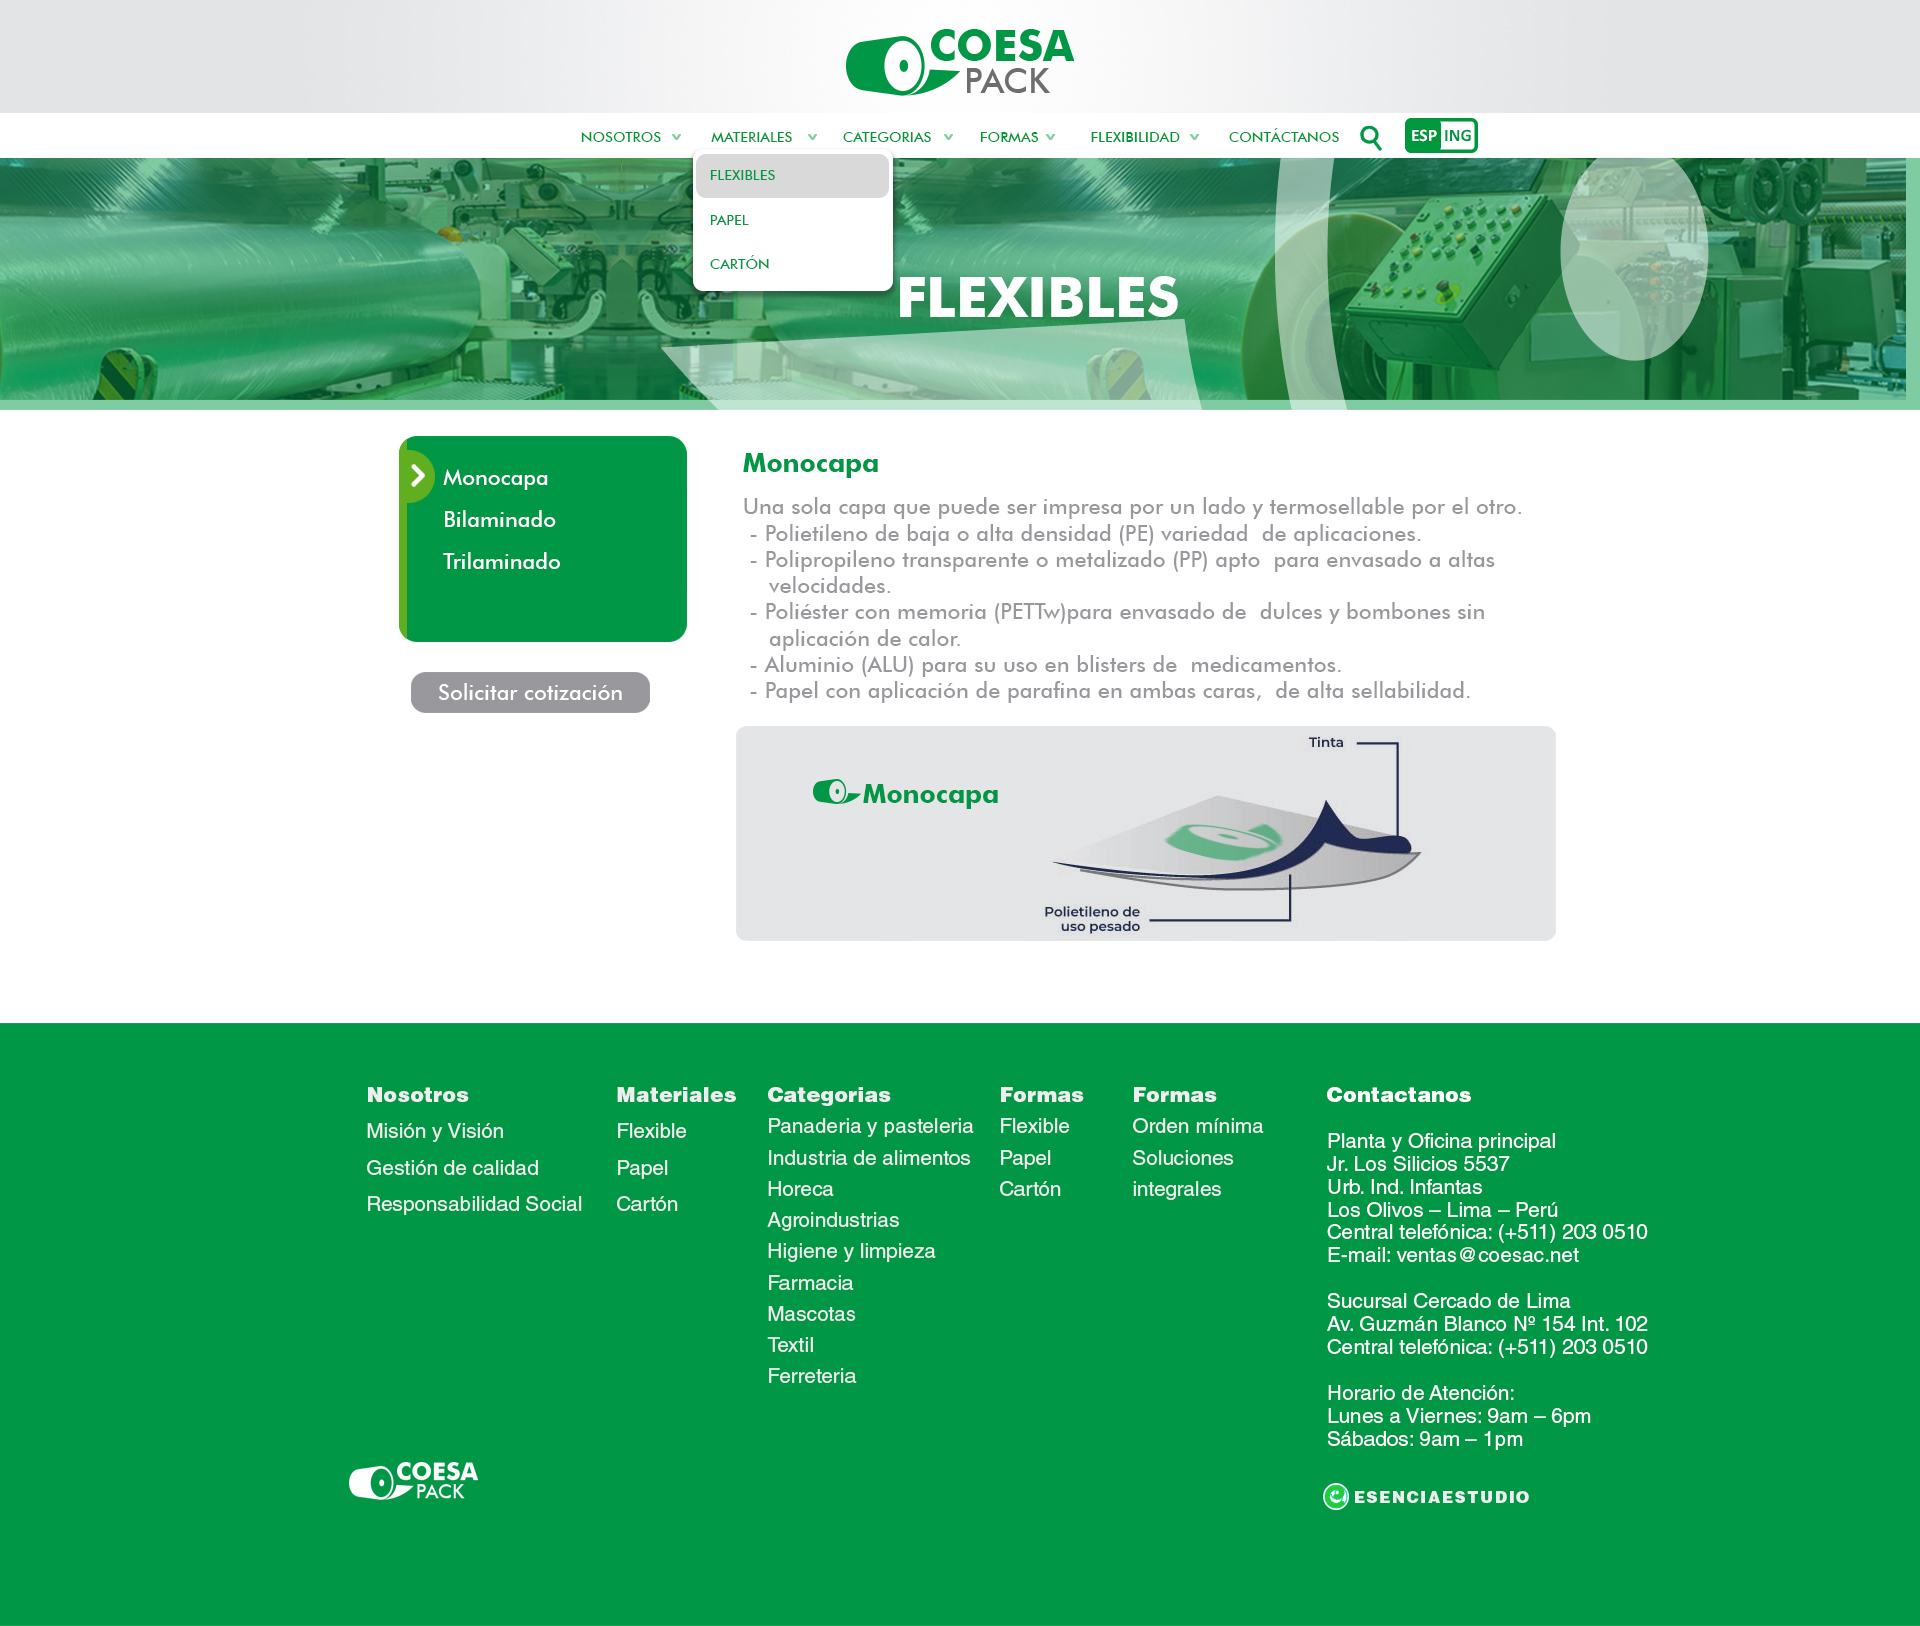 COESA
PACK
NOSOTROS
MATERIALES
CATEGORIAS
FORMAS
FLEXIBILIDAD
CONTÁCTANOS
ESP ING
FLEXIBLES
PAPEL
CARTÓN
FLEXIBLES
Monocapa
Bilaminado
Trilaminado
Solicitar cotización
Monocapa
Una sola capa que puede ser impresa por un lado y termosellable por el otro.
- Polietileno de baja o alta densidad (PE) variedad  de aplicaciones.
- Polipropileno transparente o metalizado (PP) apto  para envasado a altas
velocidades.
- Poliéster con memoria (PETTw)para envasado de  dulces y bombones sin
aplicación de calor.
- Aluminio (ALU) para su uso en blisters de  medicamentos.
- Papel con aplicación de parafina en ambas caras,  de alta sellabilidad.
Monocapa
Tinta
Polietileno de
uso pesado
Nosotros
Misión y Visión
Gestión de calidad
Responsabilidad Social
Materiales
Flexible
Papel
Cartón
Categorias
Panaderia y pasteleria
Industria de alimentos
Horeca
Agroindustrias
Higiene y limpieza
Farmacia
Mascotas
Textil
Ferreteria
Formas
Flexible
Papel
Cartón
Formas
Orden mínima
Soluciones
integrales
Contactanos
Planta y Oficina principal
Jr. Los Silicios 5537
Urb. Ind. Infantas
Los Olivos – Lima – Perú
Central telefónica: (+511) 203 0510
E-mail: ventas@coesac.net
Sucursal Cercado de Lima
Av. Guzmán Blanco Nº 154 Int. 102
Central telefónica: (+511) 203 0510
Horario de Atención:
Lunes a Viernes: 9am – 6pm
Sábados: 9am – 1pm
COESA
PACK
ESENCIAESTUDIO